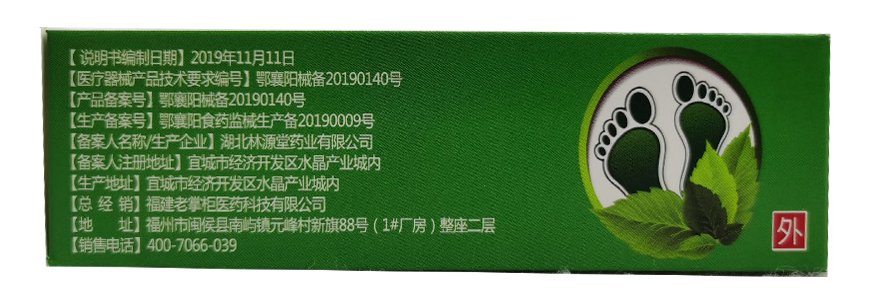 【 说明书编制日期】2019年11月11日
【医疗器械产品技术要求编号】鄂襄阳械备20190140号
【产品备案号】鄂襄阳械备20190140号
【生产备案号】鄂襄阳食药监械生产备20190009号
【备案人名称/生产企业】湖北林源堂药业有限公司
【备案人注册地址】宜城市经济开发区水晶产业城内
【生产地址】宜城市经济开发区水晶产业城内
【总 经 销】福建老掌柜医药科技有限公司
【地 址】福州市闽侯县南屿镇元峰村新旗88号（1#厂房）整座二层
【销售电话】400-7066-039
外